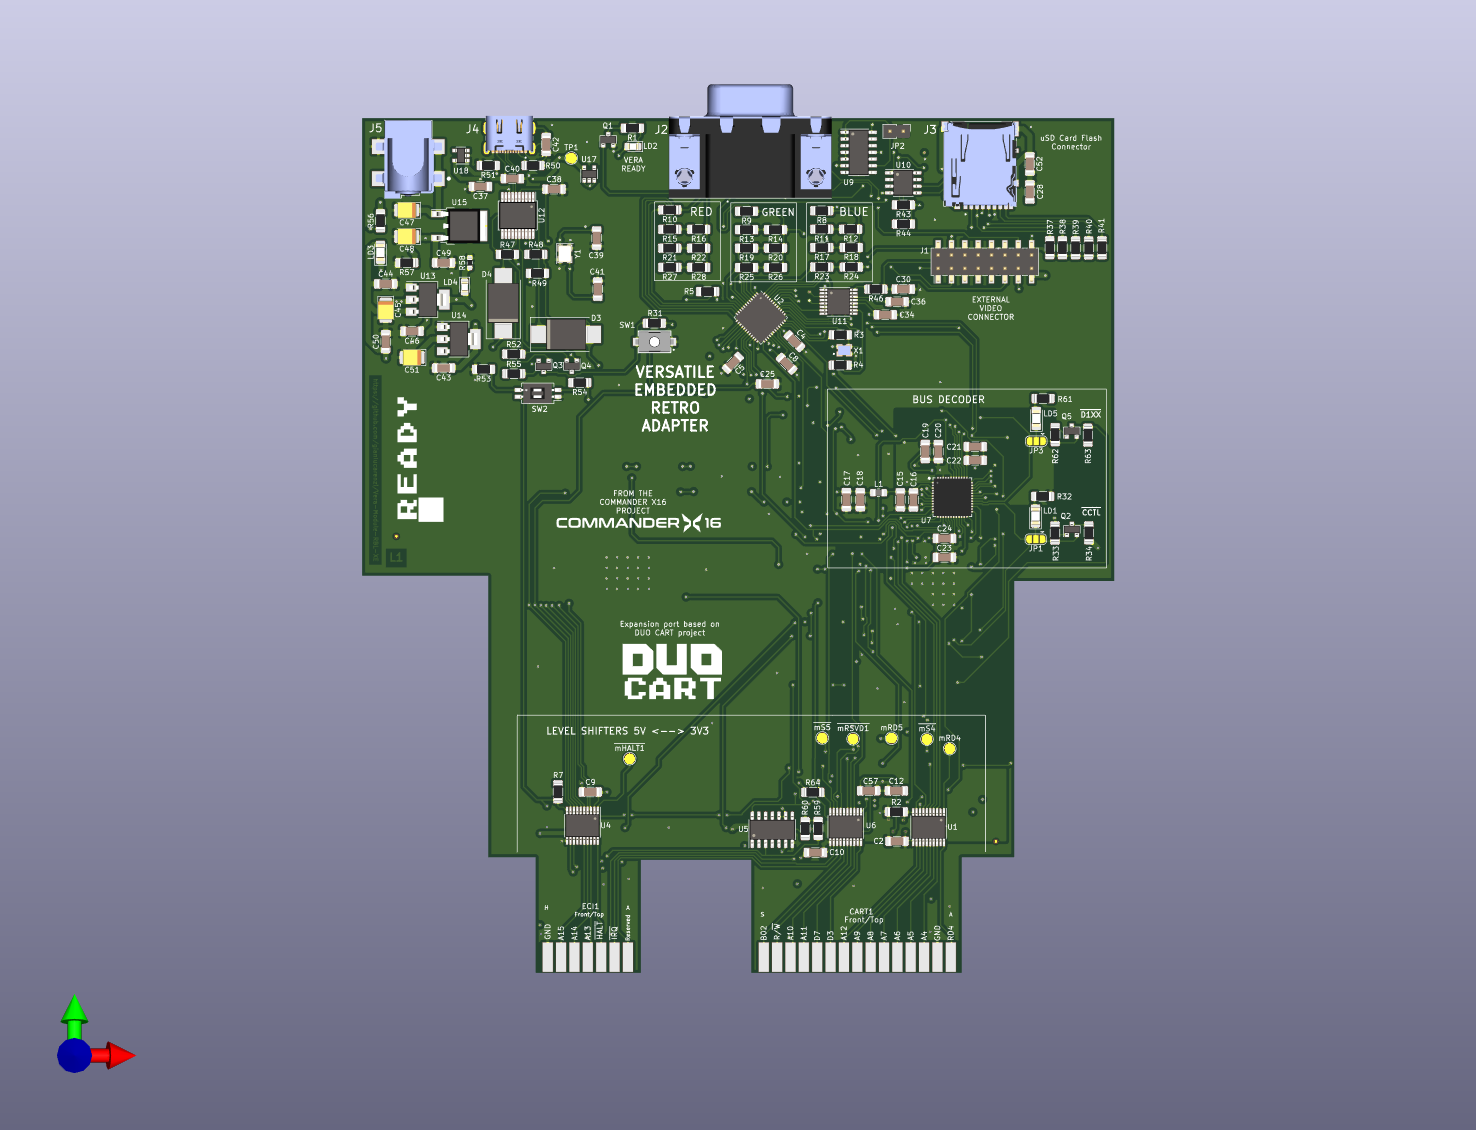 J5
J4
J2
J3
Q1
R1
LD2
VERA
READY
C42
TP1
U17
U18
R51
C40
R50
C37
C38
U9
JP2
U10
R43
R44
uSD Card Flash
Connector
C52
C28
R56
C47
U15
C48
LD3
R57
C49
R58
U12
R47
R48
R49
Y1
C39
C41
RED
R10
R15
R16
R21
R22
R27
R28
GREEN
R9
R13
R14
R19
R20
R25
R26
BLUE
R8
R11
R12
R17
R18
R23
R24
R37
R38
R39
R40
R41
J1
EXTERNAL
VIDEO
CONNECTOR
C44
U13
LD4
D4
C45
C50
C46
U14
C51
C43
R53
R52
R55
D3
Q3
Q4
R54
SW2
R5
R31
SW1
U2
U11
R46
C30
C36
C34
R3
X1
R4
C4
C5
C25
VERSATILE
EMBEDDED
RETRO
ADAPTER
READY
L1
BUS DECODER
C19
C20
C21
C22
C17
C18
L1
C15
C16
U7
C24
C23
R61
LD5
Q5
D1XX
JP3
R62
R63
R32
LD1
Q2
CCTL
JP1
R33
R34
FROM THE
COMMANDER X16
PROJECT
COMMANDER X16
Expansion port based on
DUO CART project
DUO
CART
LEVEL SHIFTERS 5V <--> 3V3
mHALT1
mS5
mRSVD1
mRD5
mS4
mRD4
R7
C9
U4
R64
R60
R59
U5
U6
C10
C57
C12
R2
C2
U1
H
ECI1
A
Front/Top
GND
A15
A14
A13
HALT
IRQ
Reserved
S
CART1
A
Front/Top
BO2
R/W
A10
A11
D7
D3
A12
A9
A8
A7
A6
A5
A4
GND
RD4